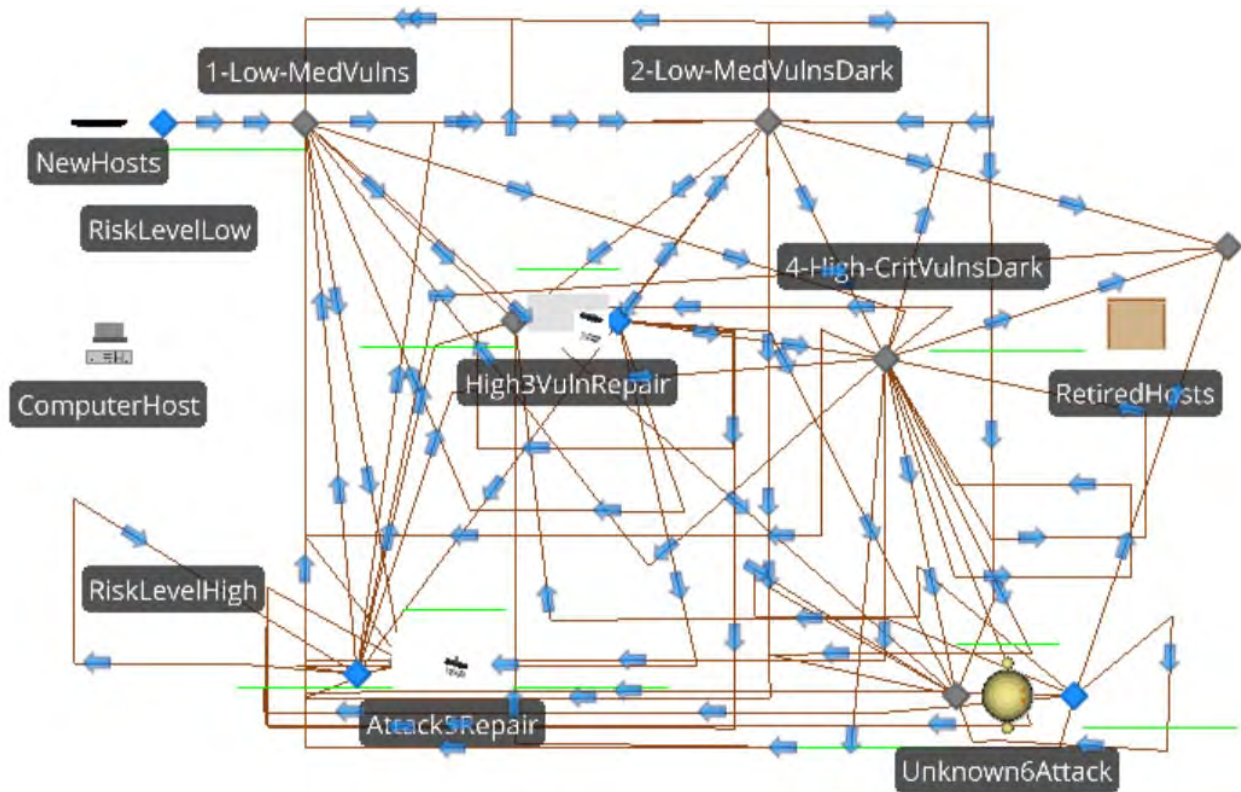 1-Low-MedVulns
2-Low-MedVulnsDark
NewHosts
RiskLevelLow
4-High-CritVulnsDark
High3VulnRepair
RetiredHosts
ComputerHost
RiskLevelHigh
Attack5Repair
Unknown6Attack